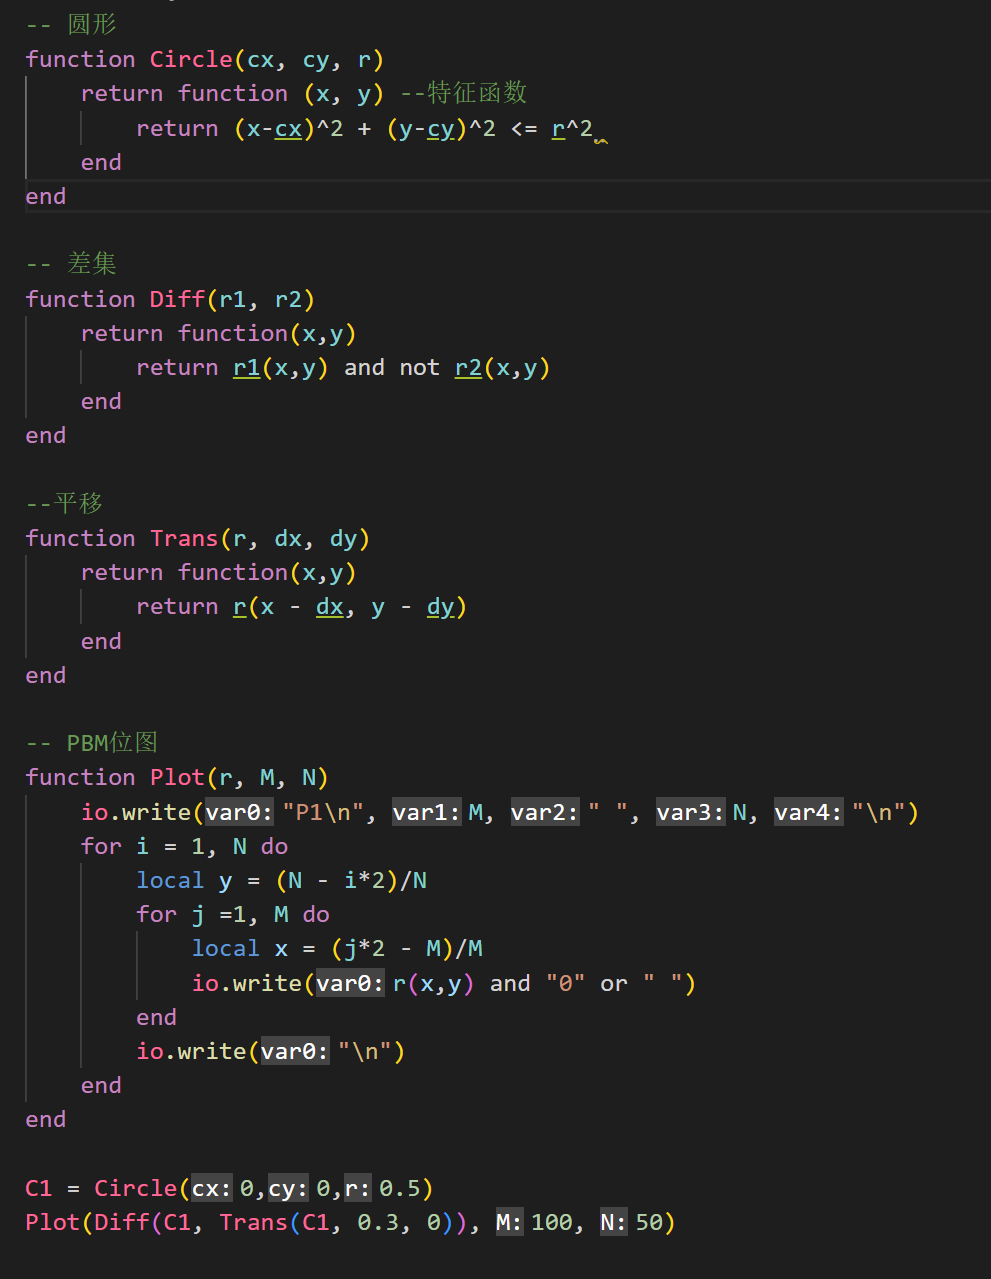 -- 圆形
function Circle(cx, cy, r)
    return function (x, y) --特征函数
        return (x-cx)^2 + (y-cy)^2 <= r^2
    end
end

-- 差集
function Diff(r1, r2)
    return function(x,y)
        return r1(x,y) and not r2(x,y)
    end
end

--平移
function Trans(r, dx, dy)
    return function(x,y)
        return r(x - dx, y - dy)
    end
end

-- PBM位图
function Plot(r, M, N)
    io.write(var0: "P1\n", var1: M, var2: " ", var3: N, var4: "\n")
    for i = 1, N do
        local y = (N - i*2)/N
        for j =1, M do
            local x = (j*2 - M)/M
            io.write(var0: r(x,y) and "0" or " ")
        end
        io.write(var0: "\n")
    end
end

C1 = Circle(cx: 0,cy: 0,r: 0.5)
Plot(Diff(C1, Trans(C1, 0.3, 0)), M: 100, N: 50)